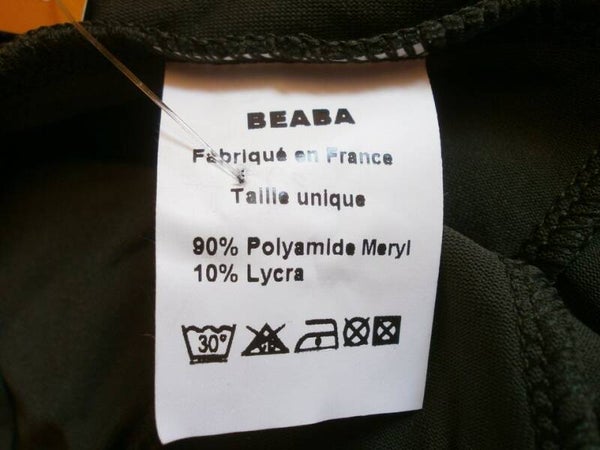 BEABA
Fabriqué en France
Taille unique
90% Polyamide Meryl
10% Lycra
30°